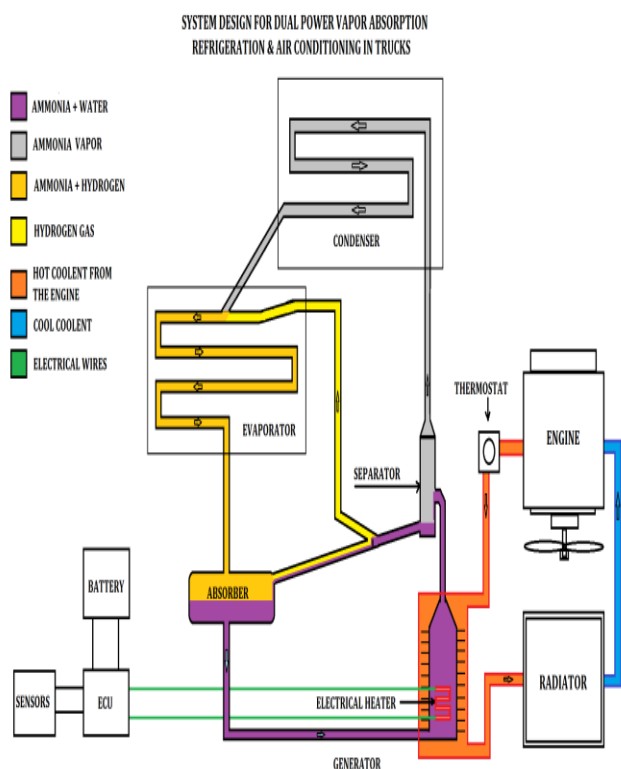 SYSTEM DESIGN FOR DUAL POWER VAPOR ABSORPTION
REFRIGERATION & AIR CONDITIONING IN TRUCKS
AMMONIA + WATER
AMMONIA VAPOR
AMMONIA + HYDROGEN
HYDROGEN GAS
HOT COOLENT FROM
THE ENGINE
COOL COOLENT
ELECTRICAL WIRES
CONDENSER
EVAPORATOR
THERMOSTAT
ENGINE
SEPARATOR
ABSORBER
BATTERY
SENSORS
ECU
ELECTRICAL HEATER
RADIATOR
GENERATOR